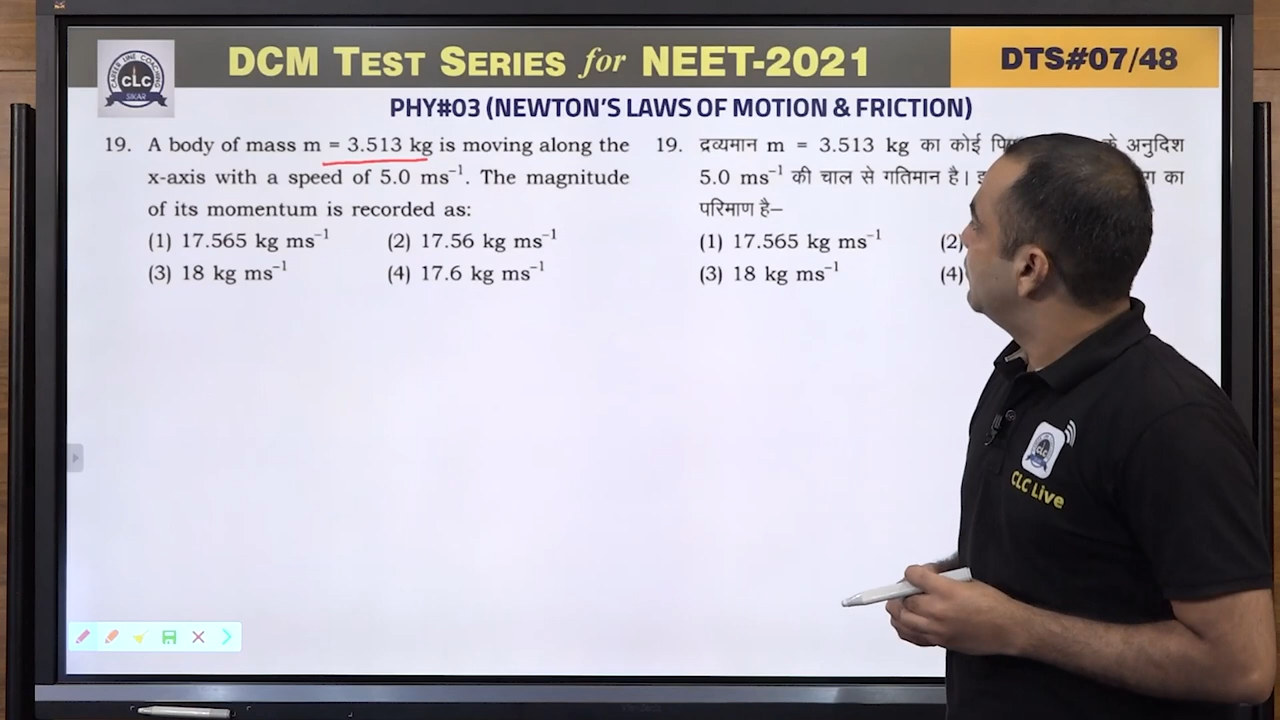 DCM TEST SERIES for NEET-2021
DTS#07/48
CAREER LINE COACHING
CLC
SIKAR
PHY#03 (NEWTON'S LAWS OF MOTION & FRICTION)
19. A body of mass m = 3.513 kg is moving along the
x-axis with a speed of 5.0 ms⁻¹. The magnitude
of its momentum is recorded as:
(1) 17.565 kg ms⁻¹ (2) 17.56 kg ms⁻¹
(3) 18 kg ms⁻¹ (4) 17.6 kg ms⁻¹
19. द्रव्यमान m = 3.513 kg का कोई अनुदिश
5.0 ms⁻¹ की चाल से गतिमान है। का
परिमाण है–
(1) 17.565 kg ms⁻¹ (2)
(3) 18 kg ms⁻¹ (4)
CLC
CLC Live